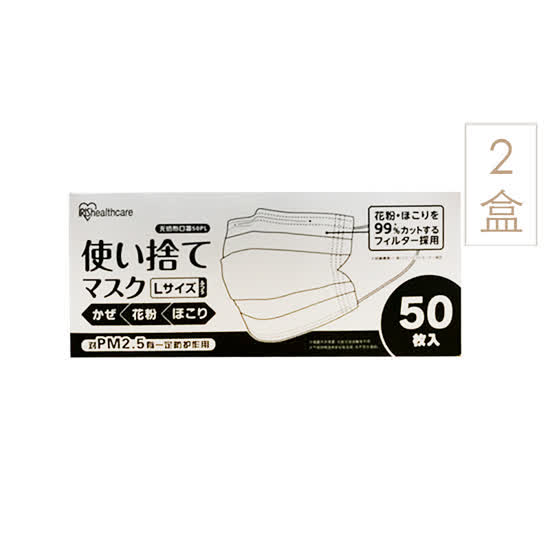 IRIS healthcare
无纺布口罩50PL
使い捨て
マスク Lサイズ
かぜ 花粉 ほこり
对PM2.5有一定防护作用
花粉・ほこりを
99%カットする
フィルター採用
50
枚入
2
盒